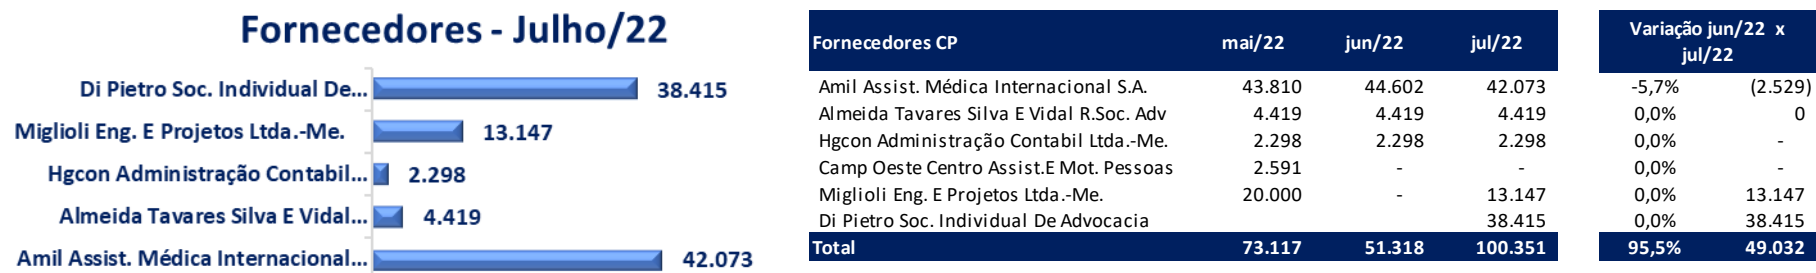 Fornecedores - Julho/22
Di Pietro Soc. Individual De... 38.415
Miglioli Eng. E Projetos Ltda.-Me. 13.147
Hgcon Administração Contabil... 2.298
Almeida Tavares Silva E Vidal... 4.419
Amil Assist. Médica Internacional... 42.073
Fornecedores CP mai/22 jun/22 jul/22 Variação jun/22 x
jul/22
Amil Assist. Médica Internacional S.A. 43.810 44.602 42.073 -5,7% (2.529)
Almeida Tavares Silva E Vidal R.Soc. Adv 4.419 4.419 4.419 0,0% 0
Hgcon Administração Contabil Ltda.-Me. 2.298 2.298 2.298 0,0% -
Camp Oeste Centro Assist.E Mot. Pessoas 2.591 - - 0,0% -
Miglioli Eng. E Projetos Ltda.-Me. 20.000 - 13.147 0,0% 13.147
Di Pietro Soc. Individual De Advocacia 38.415 0,0% 38.415
Total 73.117 51.318 100.351 95,5% 49.032